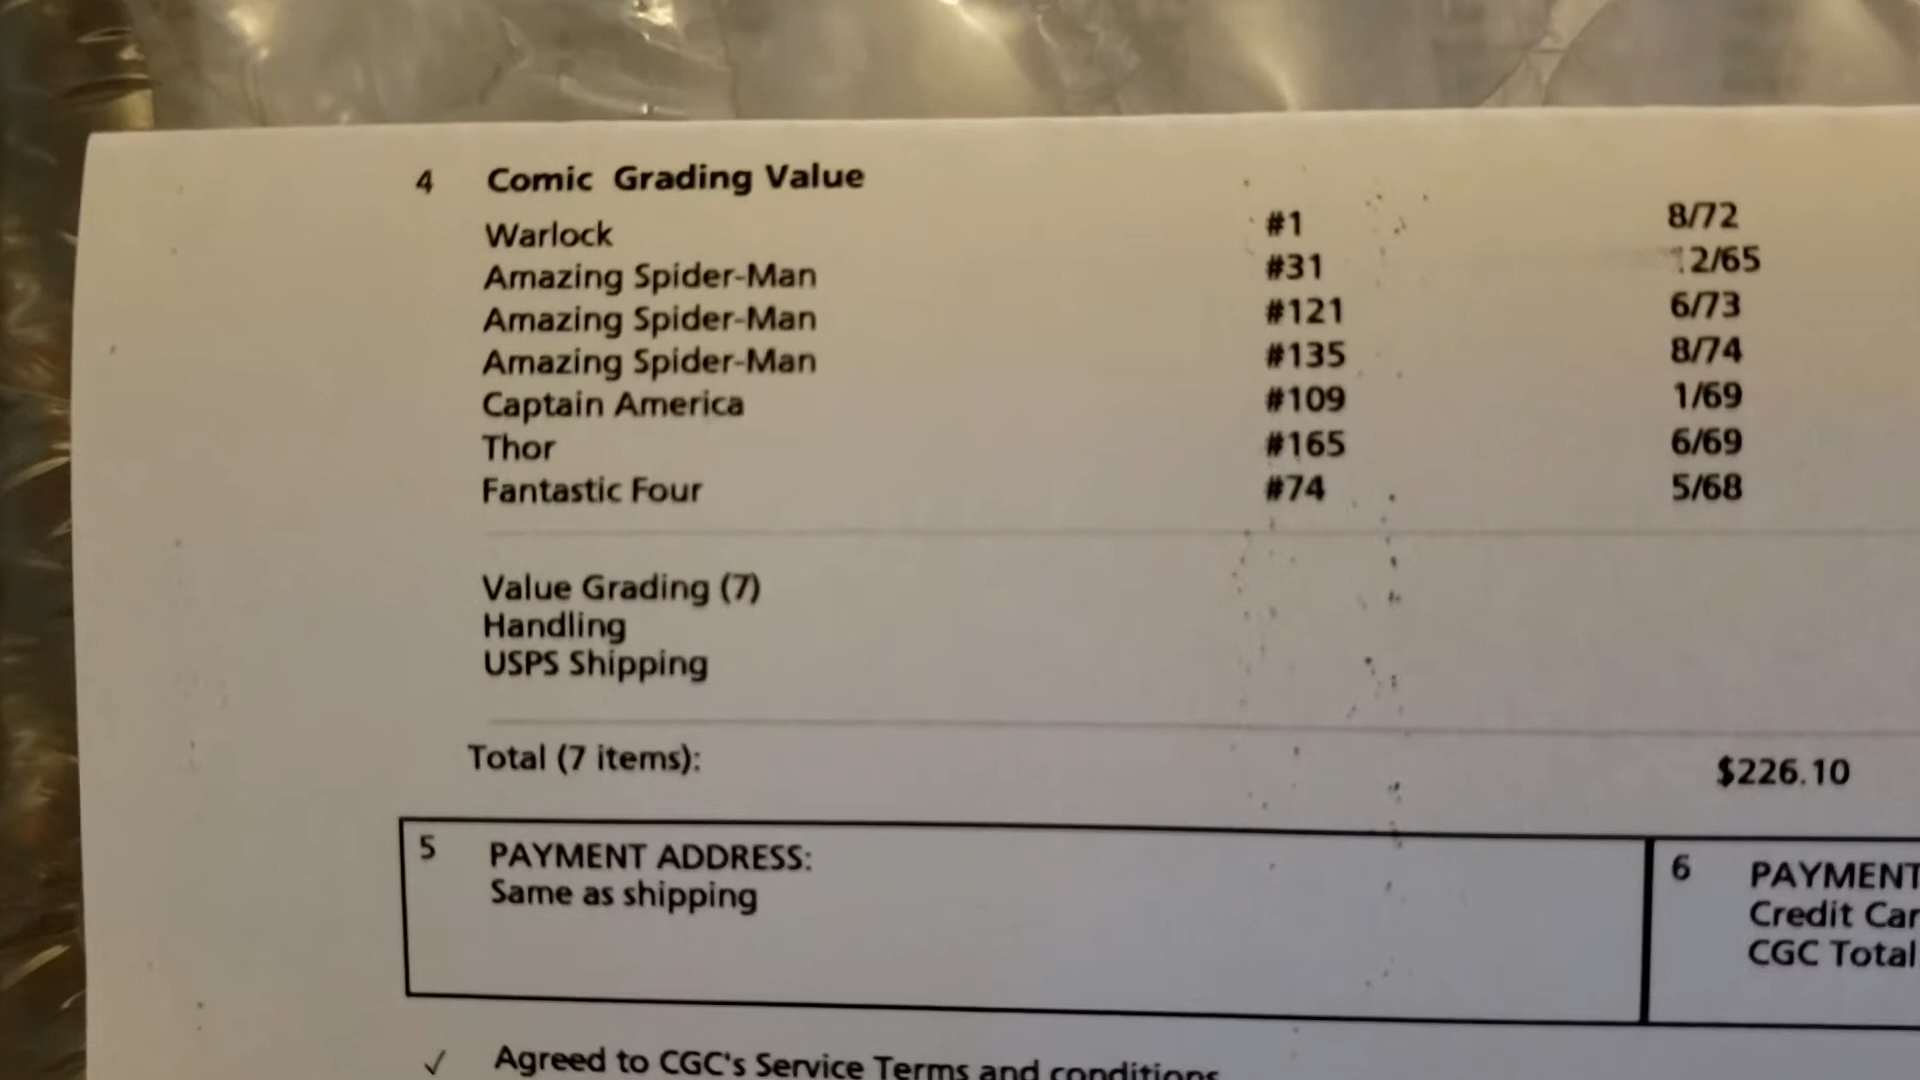 4 Comic Grading Value
Warlock #1 8/72
Amazing Spider-Man #31 12/65
Amazing Spider-Man #121 6/73
Amazing Spider-Man #135 8/74
Captain America #109 1/69
Thor #165 6/69
Fantastic Four #74 5/68
Value Grading (7)
Handling
USPS Shipping
Total (7 items): $226.10
5 PAYMENT ADDRESS:
Same as shipping
6 PAYMENT
Credit Car
CGC Total
✓ Agreed to CGC's Service Terms and conditions